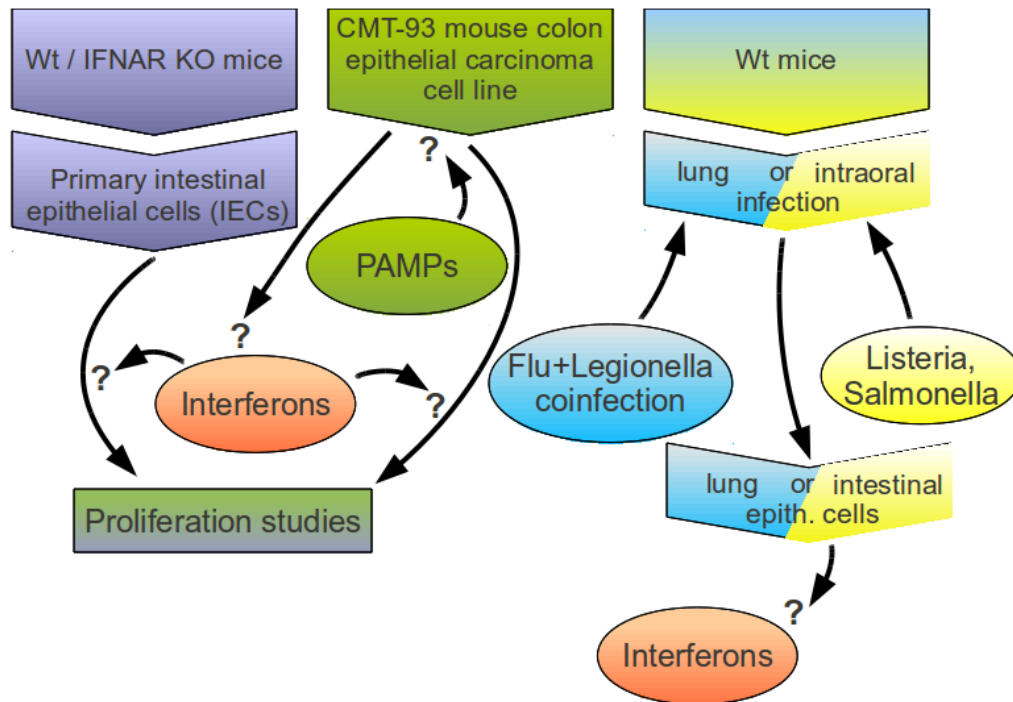 Wt / IFNAR KO mice
CMT-93 mouse colon
epithelial carcinoma
cell line
Wt mice
Primary intestinal
epithelial cells (IECs)
?
lung or intraoral
infection
PAMPs
?
?
Interferons
?
Flu+Legionella
coinfection
Listeria,
Salmonella
Proliferation studies
lung or intestinal
epith. cells
?
Interferons